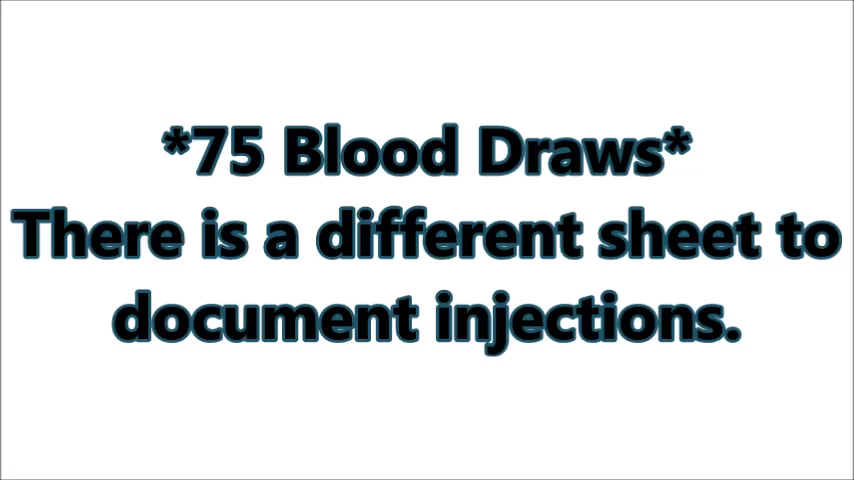 *75 Blood Draws*
There is a different sheet to
document injections.